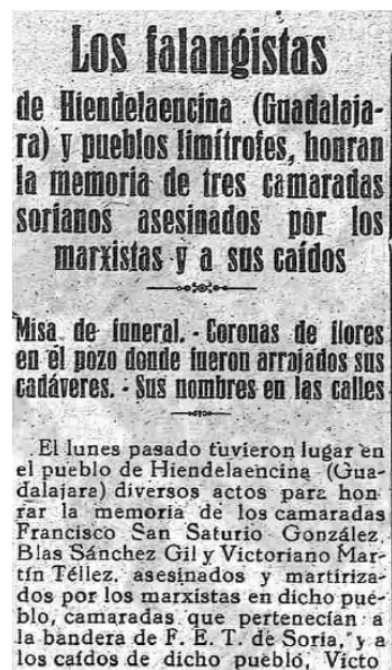 Los falangistas
de Hiendelaencina (Guadalaja-
ra) y pueblos limítrofes, honran
la memoria de tres camaradas
sorianos asesinados por los
marxistas y a sus caídos
Misa de funeral. - Coronas de flores
en el pozo donde fueron arrojados sus
cadáveres. - Sus nombres en las calles
El lunes pasado tuvieron lugar en
el pueblo de Hiendelaencina (Gua-
dalajara) diversos actos para hon-
rar la memoria de los camaradas
Francisco San Saturio González,
Blas Sánchez Gil y Victoriano Mar-
tín Téllez, asesinados y martiriza-
dos por los marxistas en dicho pue-
blo, camaradas que pertenecían a
la bandera de F. E. T. de Soria, y a
los caídos de dicho pueblo, Victo